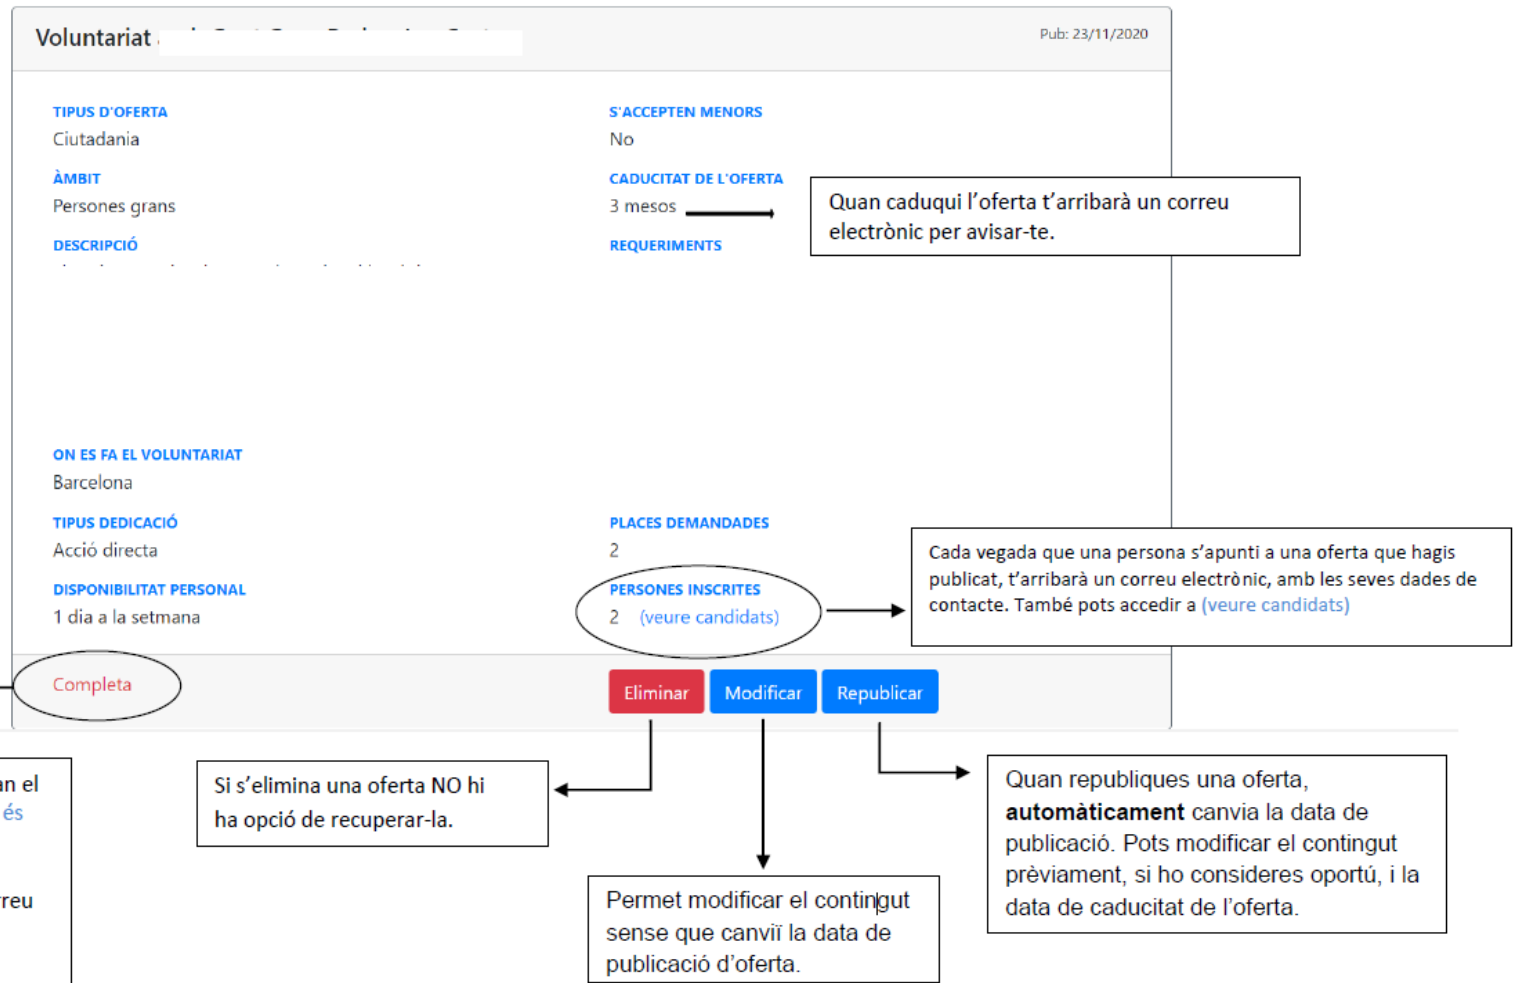 Voluntariat
Pub: 23/11/2020
TIPUS D'OFERTA
Ciutadania
S'ACCEPTEN MENORS
No
ÀMBIT
Persones grans
CADUCITAT DE L'OFERTA
3 mesos
Quan caduqui l’oferta t’arribarà un correu
electrònic per avisar-te.
DESCRIPCIÓ
REQUERIMENTS
ON ES FA EL VOLUNTARIAT
Barcelona
TIPUS DEDICACIÓ
Acció directa
PLACES DEMANDADES
2
DISPONIBILITAT PERSONAL
1 dia a la setmana
PERSONES INSCRITES
2 (veure candidats)
Cada vegada que una persona s’apunti a una oferta que hagis
publicat, t’arribarà un correu electrònic, amb les seves dades de
contacte. També pots accedir a (veure candidats)
Completa
Eliminar
Modificar
Republicar
el
és
Si s’elimina una oferta NO hi
ha opció de recuperar-la.
Permet modificar el contingut
sense que canviï la data de
publicació d’oferta.
Quan republiques una oferta,
automàticament canvia la data de
publicació. Pots modificar el contingut
prèviament, si ho consideres oportú, i la
data de caducitat de l’oferta.